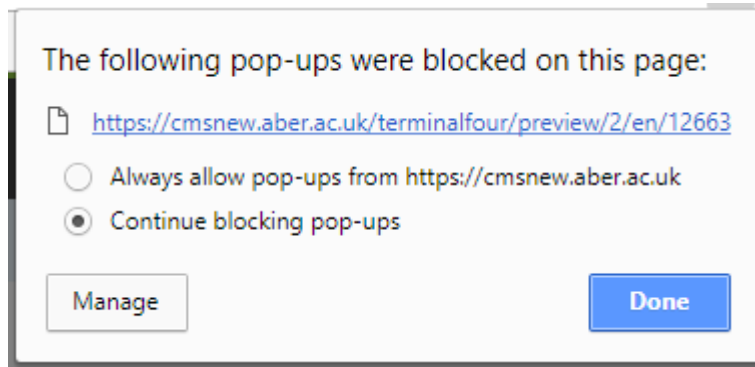 The following pop-ups were blocked on this page:
https://cmsnew.aber.ac.uk/terminalfour/preview/2/en/12663
Always allow pop-ups from https://cmsnew.aber.ac.uk
Continue blocking pop-ups
Manage
Done